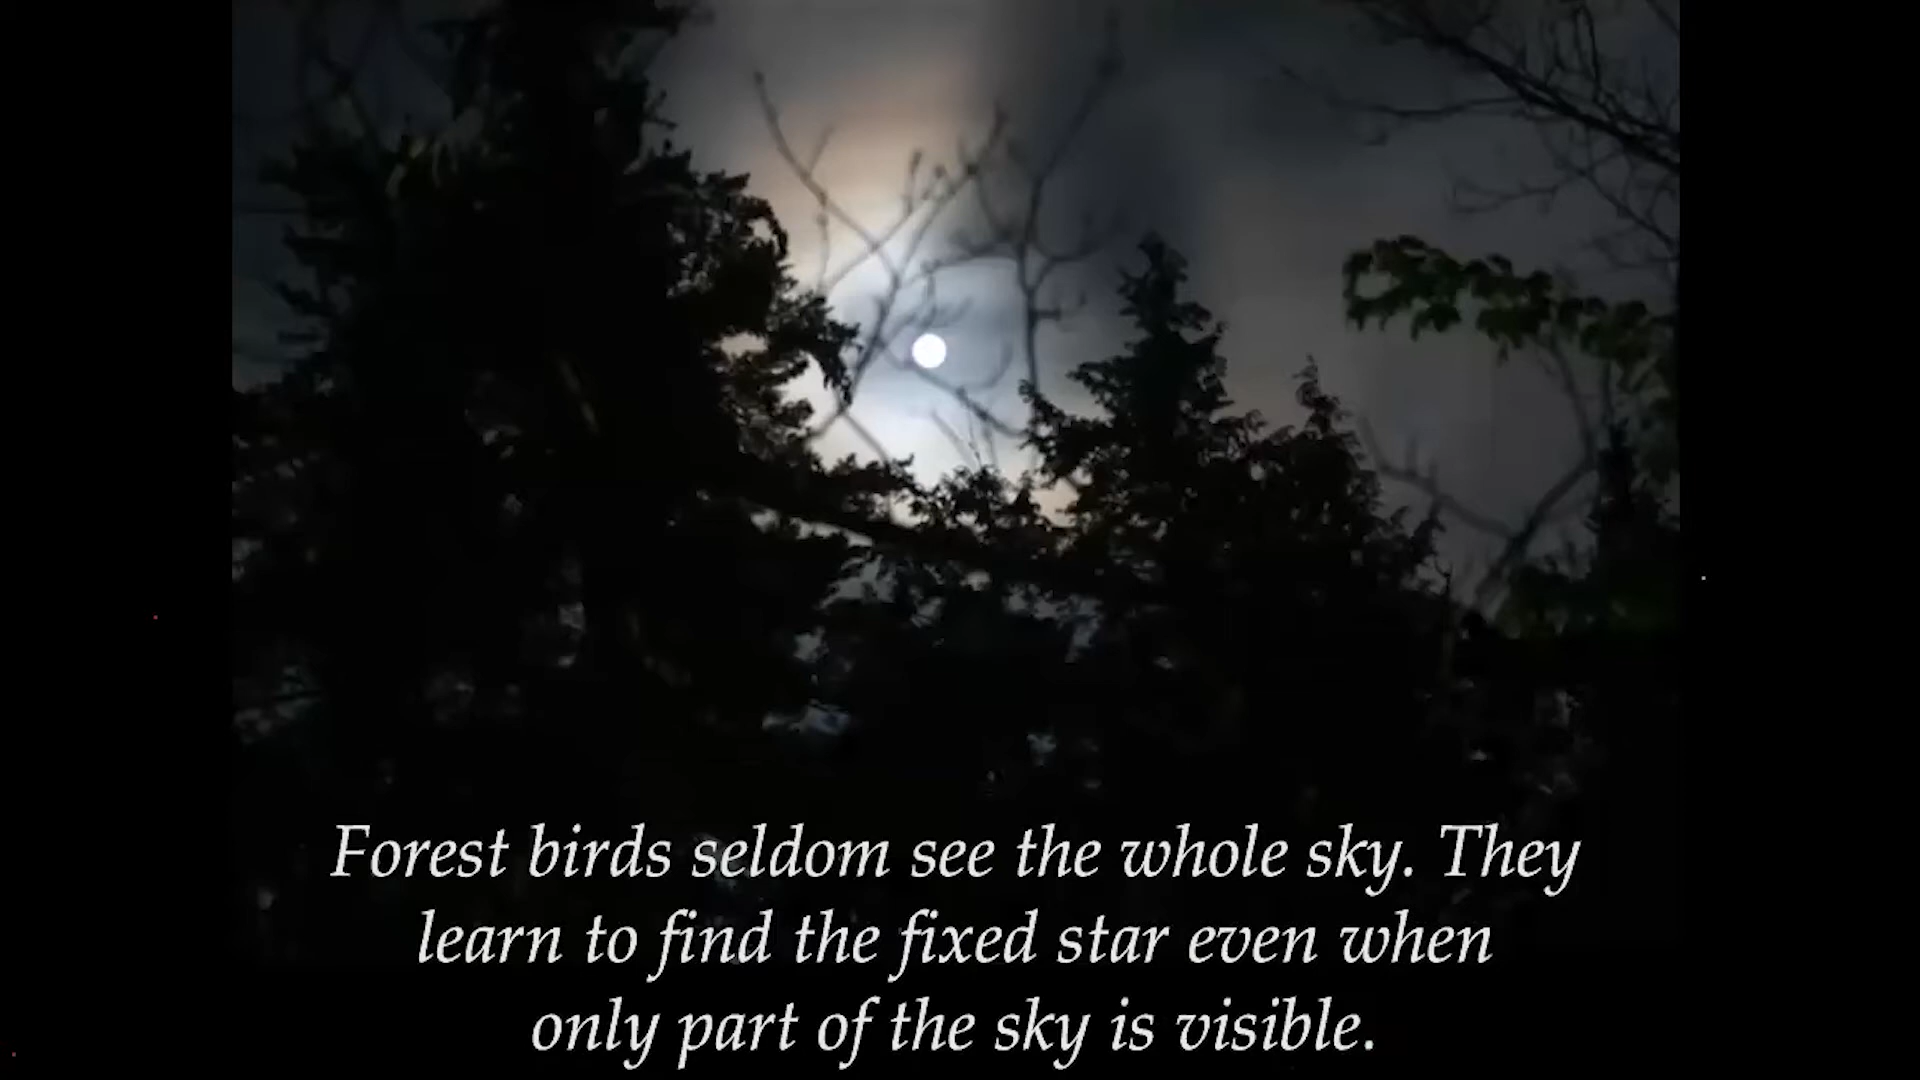 Forest birds seldom see the whole sky. They
learn to find the fixed star even when
only part of the sky is visible.